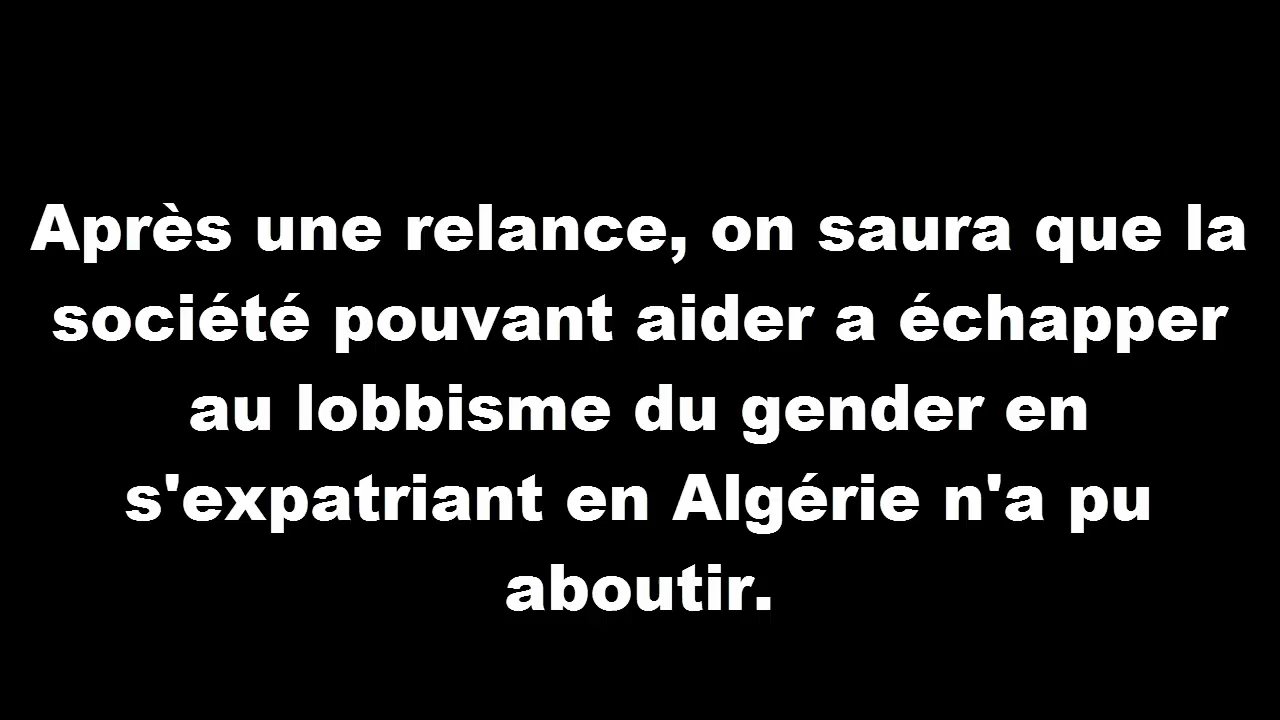 Après une relance, on saura que la
société pouvant aider a échapper
au lobbisme du gender en
s'expatriant en Algérie n'a pu
aboutir.